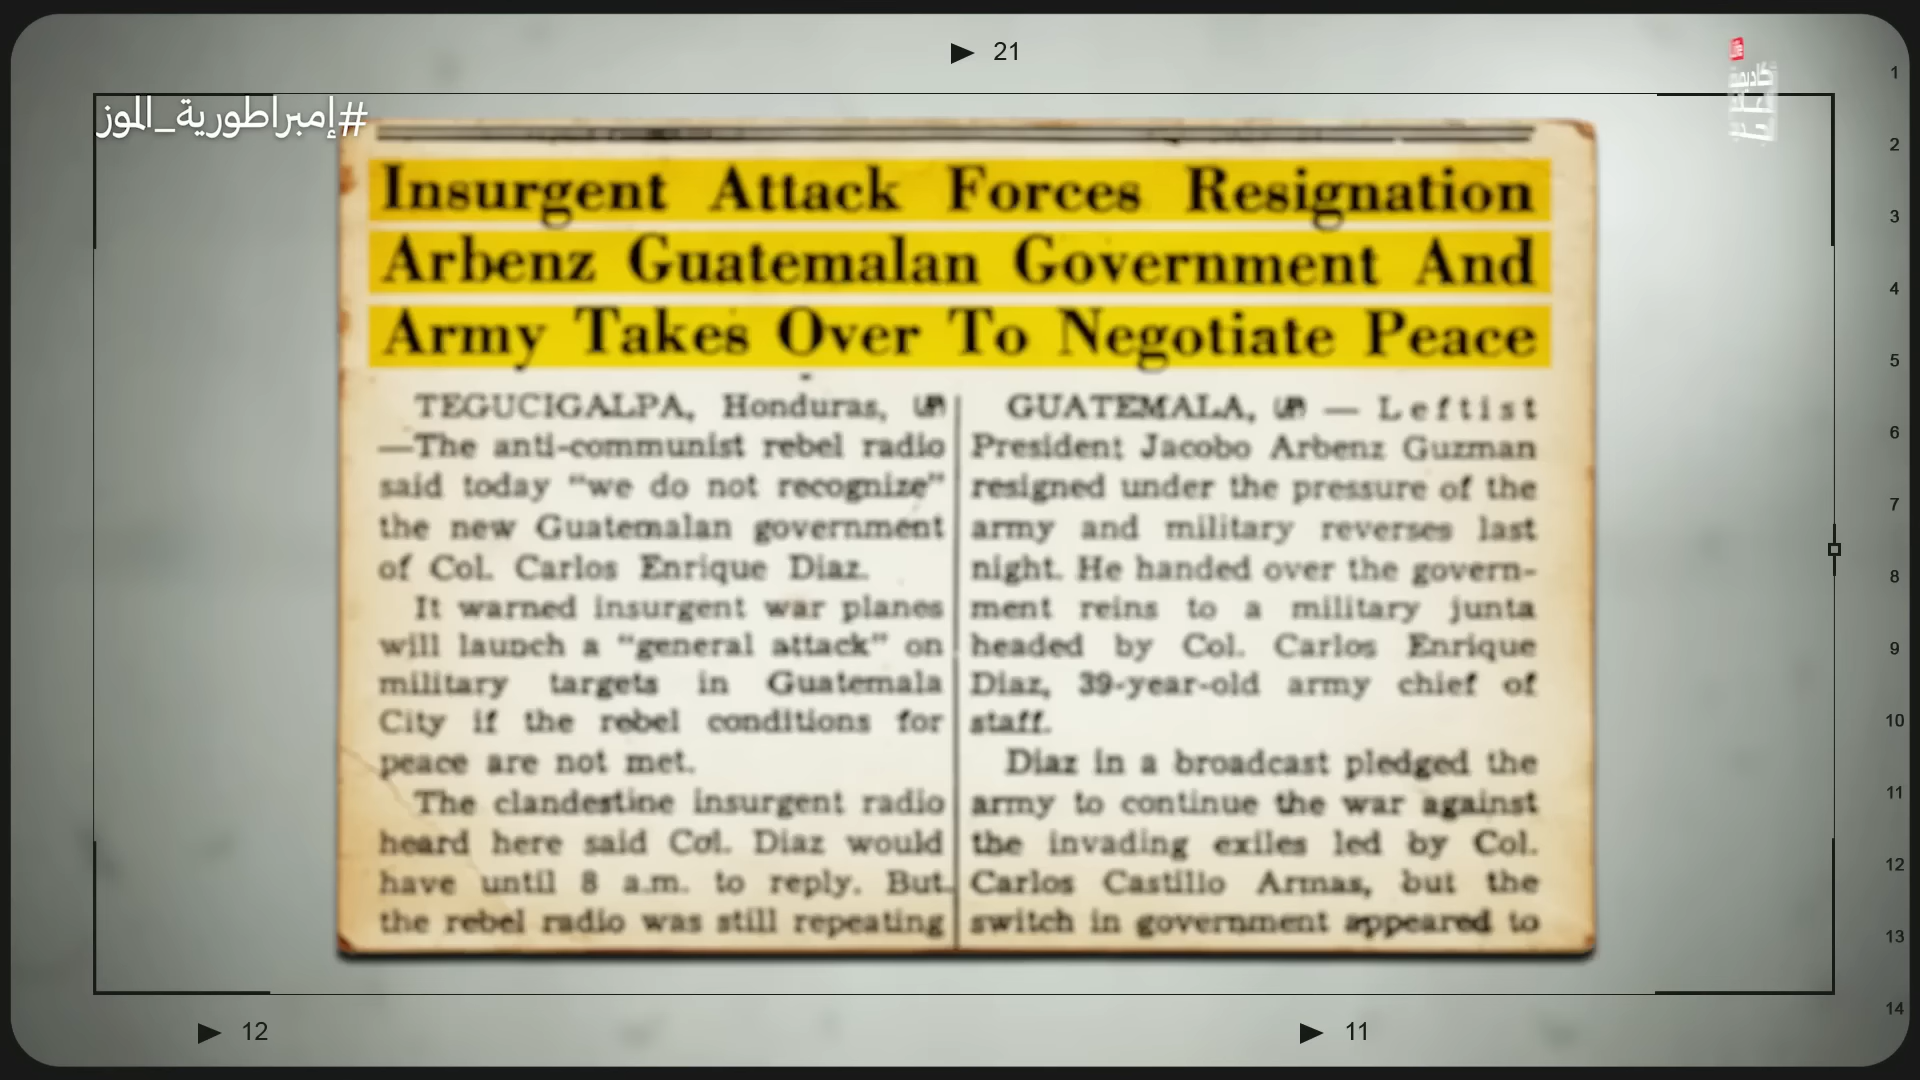 21
#إمبراطورية_الموز
Insurgent Attack Forces Resignation
Arbenz Guatemalan Government And
Army Takes Over To Negotiate Peace
TEGUCIGALPA, Honduras, UP
—The anti-communist rebel radio
said today "we do not recognize"
the new Guatemalan government
of Col. Carlos Enrique Diaz.
It warned insurgent war planes
will launch a "general attack" on
military targets in Guatemala
City if the rebel conditions for
peace are not met.
The clandestine insurgent radio
heard here said Col. Diaz would
have until 8 a.m. to reply. But
the rebel radio was still repeating
GUATEMALA, UP — Leftist
President Jacobo Arbenz Guzman
resigned under the pressure of the
army and military reverses last
night. He handed over the govern-
ment reins to a military junta
headed by Col. Carlos Enrique
Diaz, 39-year-old army chief of
staff.
Diaz in a broadcast pledged the
army to continue the war against
the invading exiles led by Col.
Carlos Castillo Armas, but the
switch in government appeared to
1
2
3
4
5
6
7
8
9
10
11
12
13
14
12
11